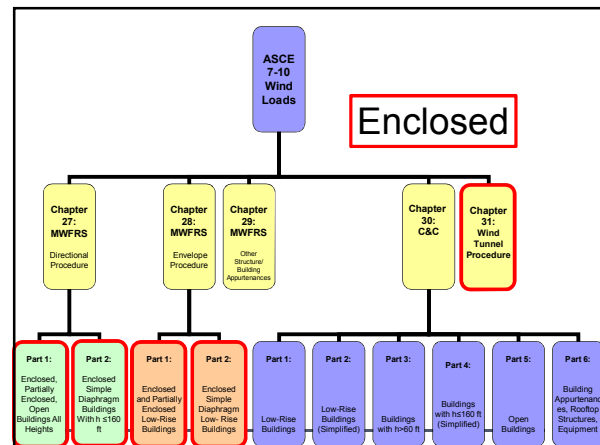 ASCE
7-10
Wind
Loads
Enclosed
Chapter
27:
MWFRS
Directional
Procedure
Chapter
28:
MWFRS
Envelope
Procedure
Chapter
29:
MWFRS
Other
Structure/
Building
Appurtenances
Chapter
30:
C&C
Chapter
31:
Wind
Tunnel
Procedure
Part 1:
Enclosed,
Partially
Enclosed,
Open
Buildings All
Heights
Part 2:
Enclosed
Simple
Diaphragm
Buildings
With h ≤160
ft
Part 1:
Enclosed
and Partially
Enclosed
Low-Rise
Buildings
Part 2:
Enclosed
Simple
Diaphragm
Low- Rise
Buildings
Part 1:
Low-Rise
Buildings
Part 2:
Low-Rise
Buildings
(Simplified)
Part 3:
Buildings
with h>60 ft
Part 4:
Buildings
with h≤160 ft
(Simplified)
Part 5:
Open
Buildings
Part 6:
Building
Appurtenanc
es, Rooftop
Structures,
Equipment